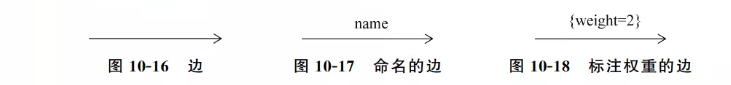 name
{weight=2}
图 10-16 边
图 10-17 命名的边
图 10-18 标注权重的边